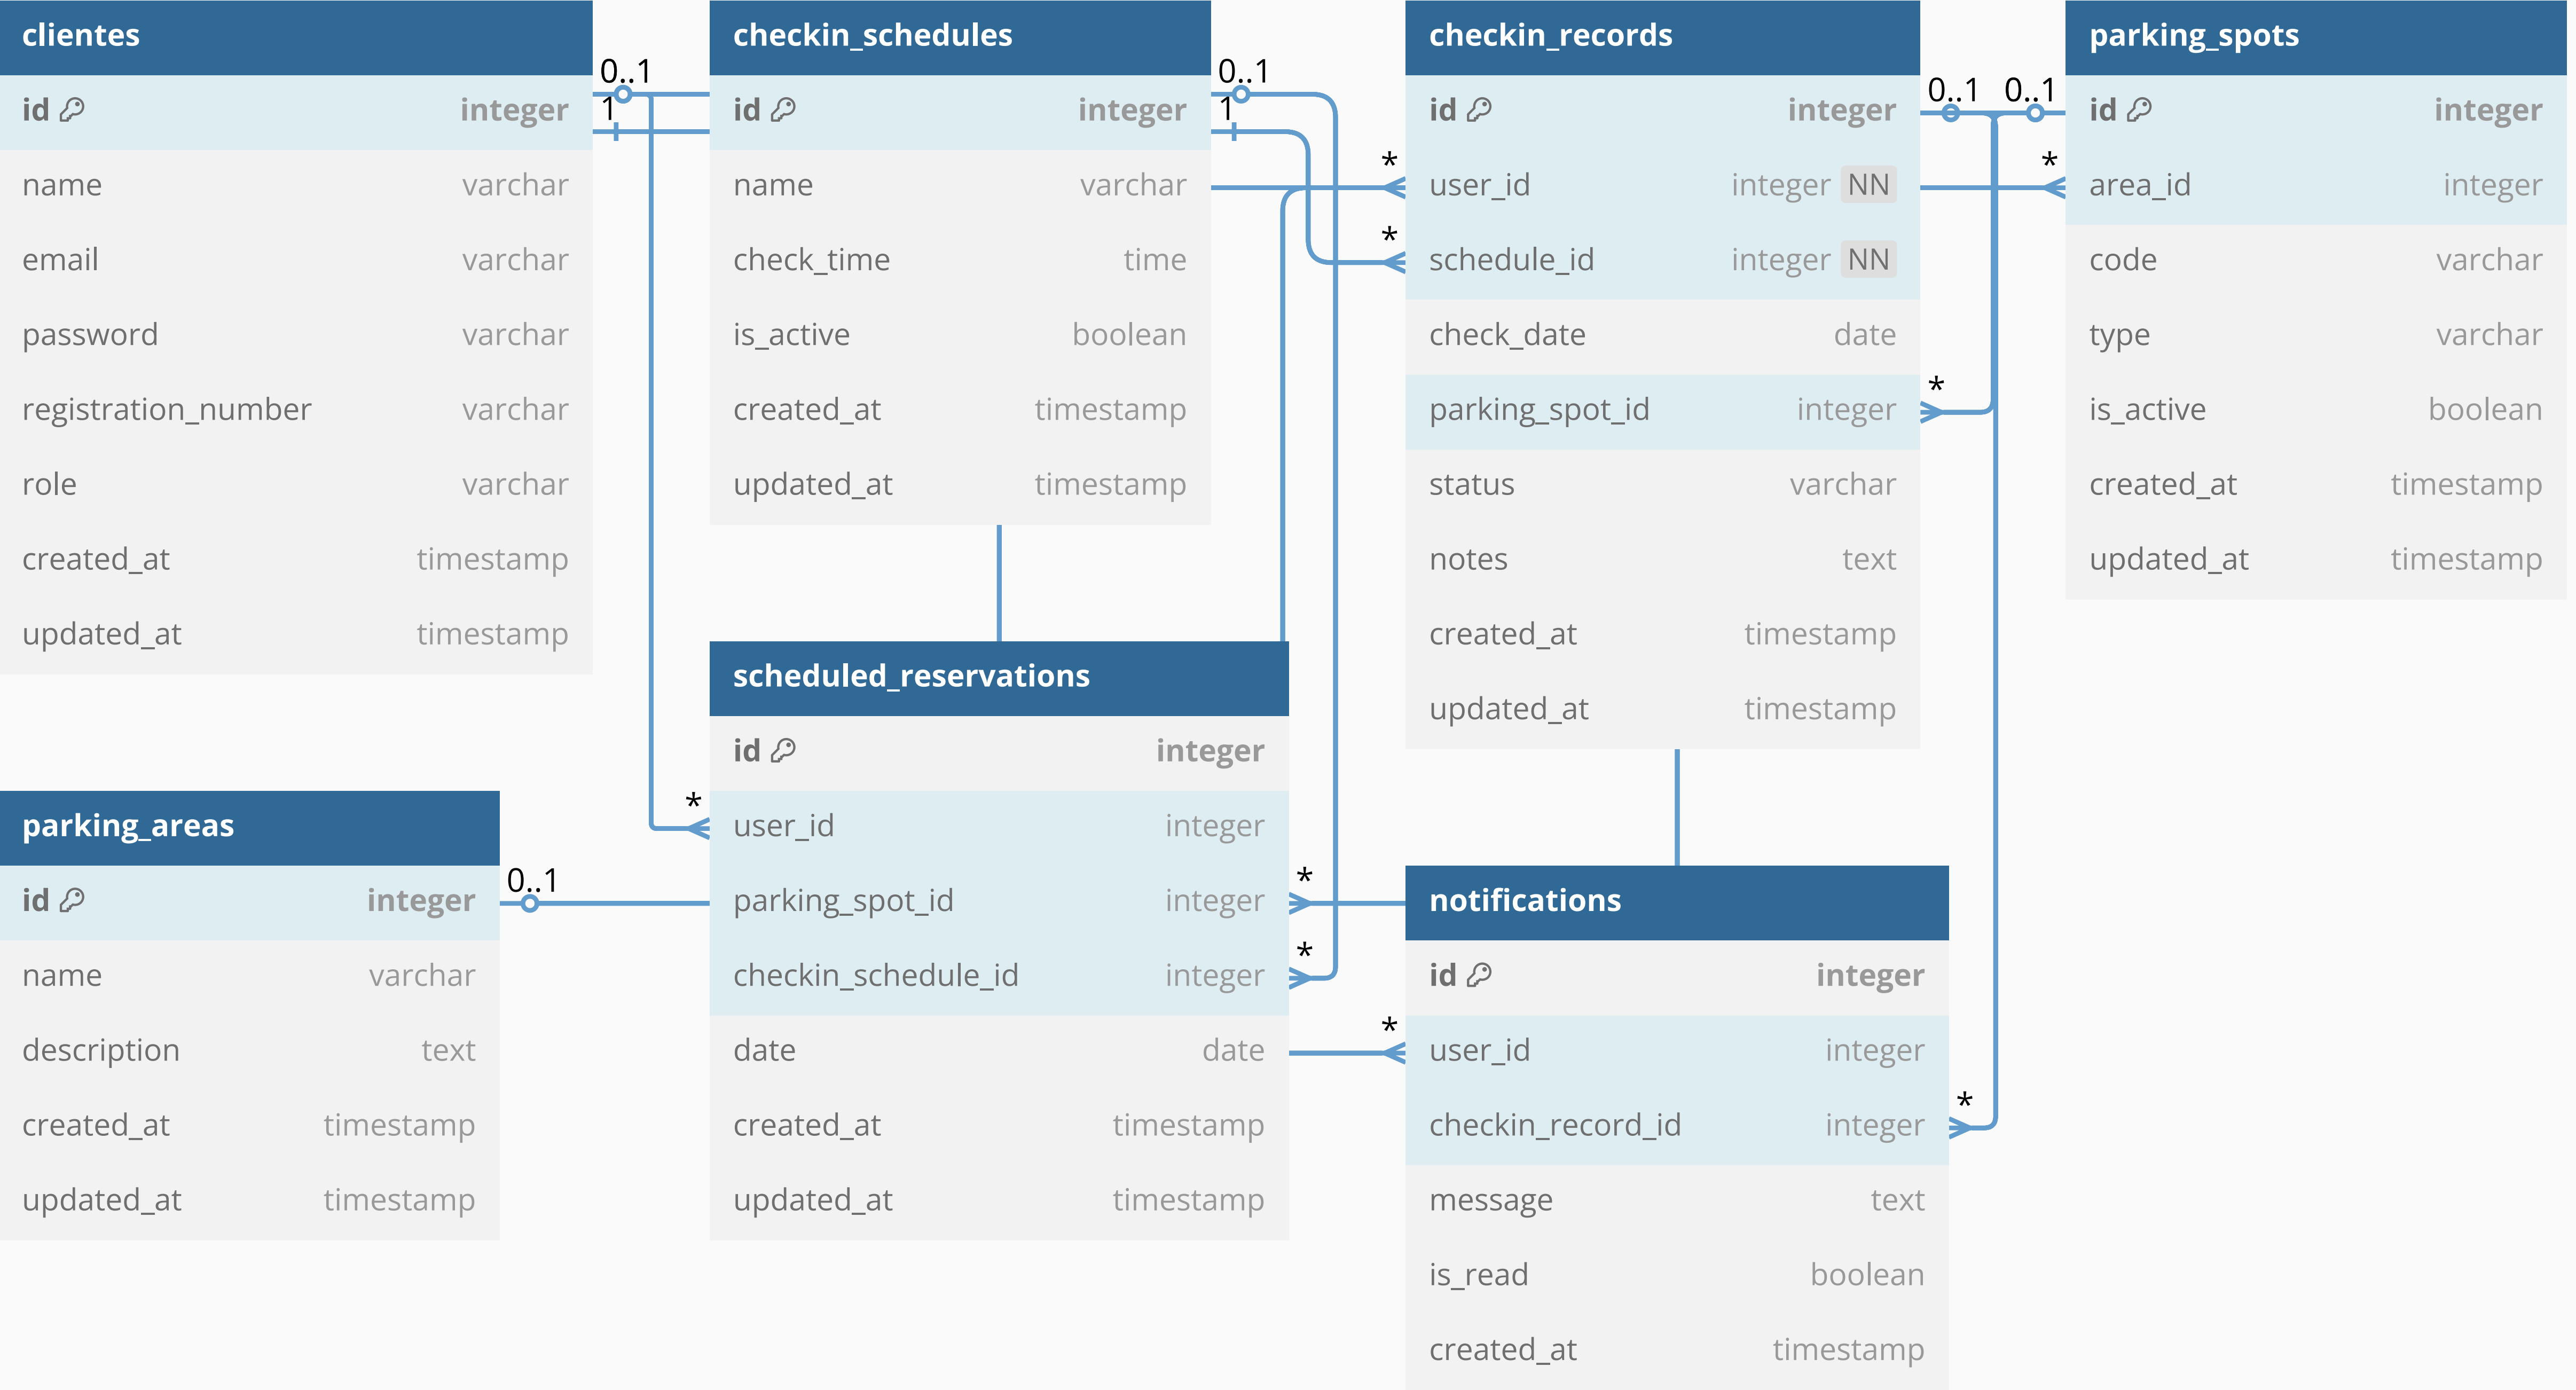 clientes
id integer
name varchar
email varchar
password varchar
registration_number varchar
role varchar
created_at timestamp
updated_at timestamp
0..1
1
checkin_schedules
id integer
name varchar
check_time time
is_active boolean
created_at timestamp
updated_at timestamp
0..1
1
*
*
checkin_records
id integer
user_id integer NN
schedule_id integer NN
check_date date
parking_spot_id integer
status varchar
notes text
created_at timestamp
updated_at timestamp
0..1 0..1
*
*
parking_spots
id integer
area_id integer
code varchar
type varchar
is_active boolean
created_at timestamp
updated_at timestamp
parking_areas
id integer
name varchar
description text
created_at timestamp
updated_at timestamp
0..1
*
scheduled_reservations
id integer
user_id integer
parking_spot_id integer
checkin_schedule_id integer
date date
created_at timestamp
updated_at timestamp
*
*
*
notifications
id integer
user_id integer
checkin_record_id integer
message text
is_read boolean
created_at timestamp
*